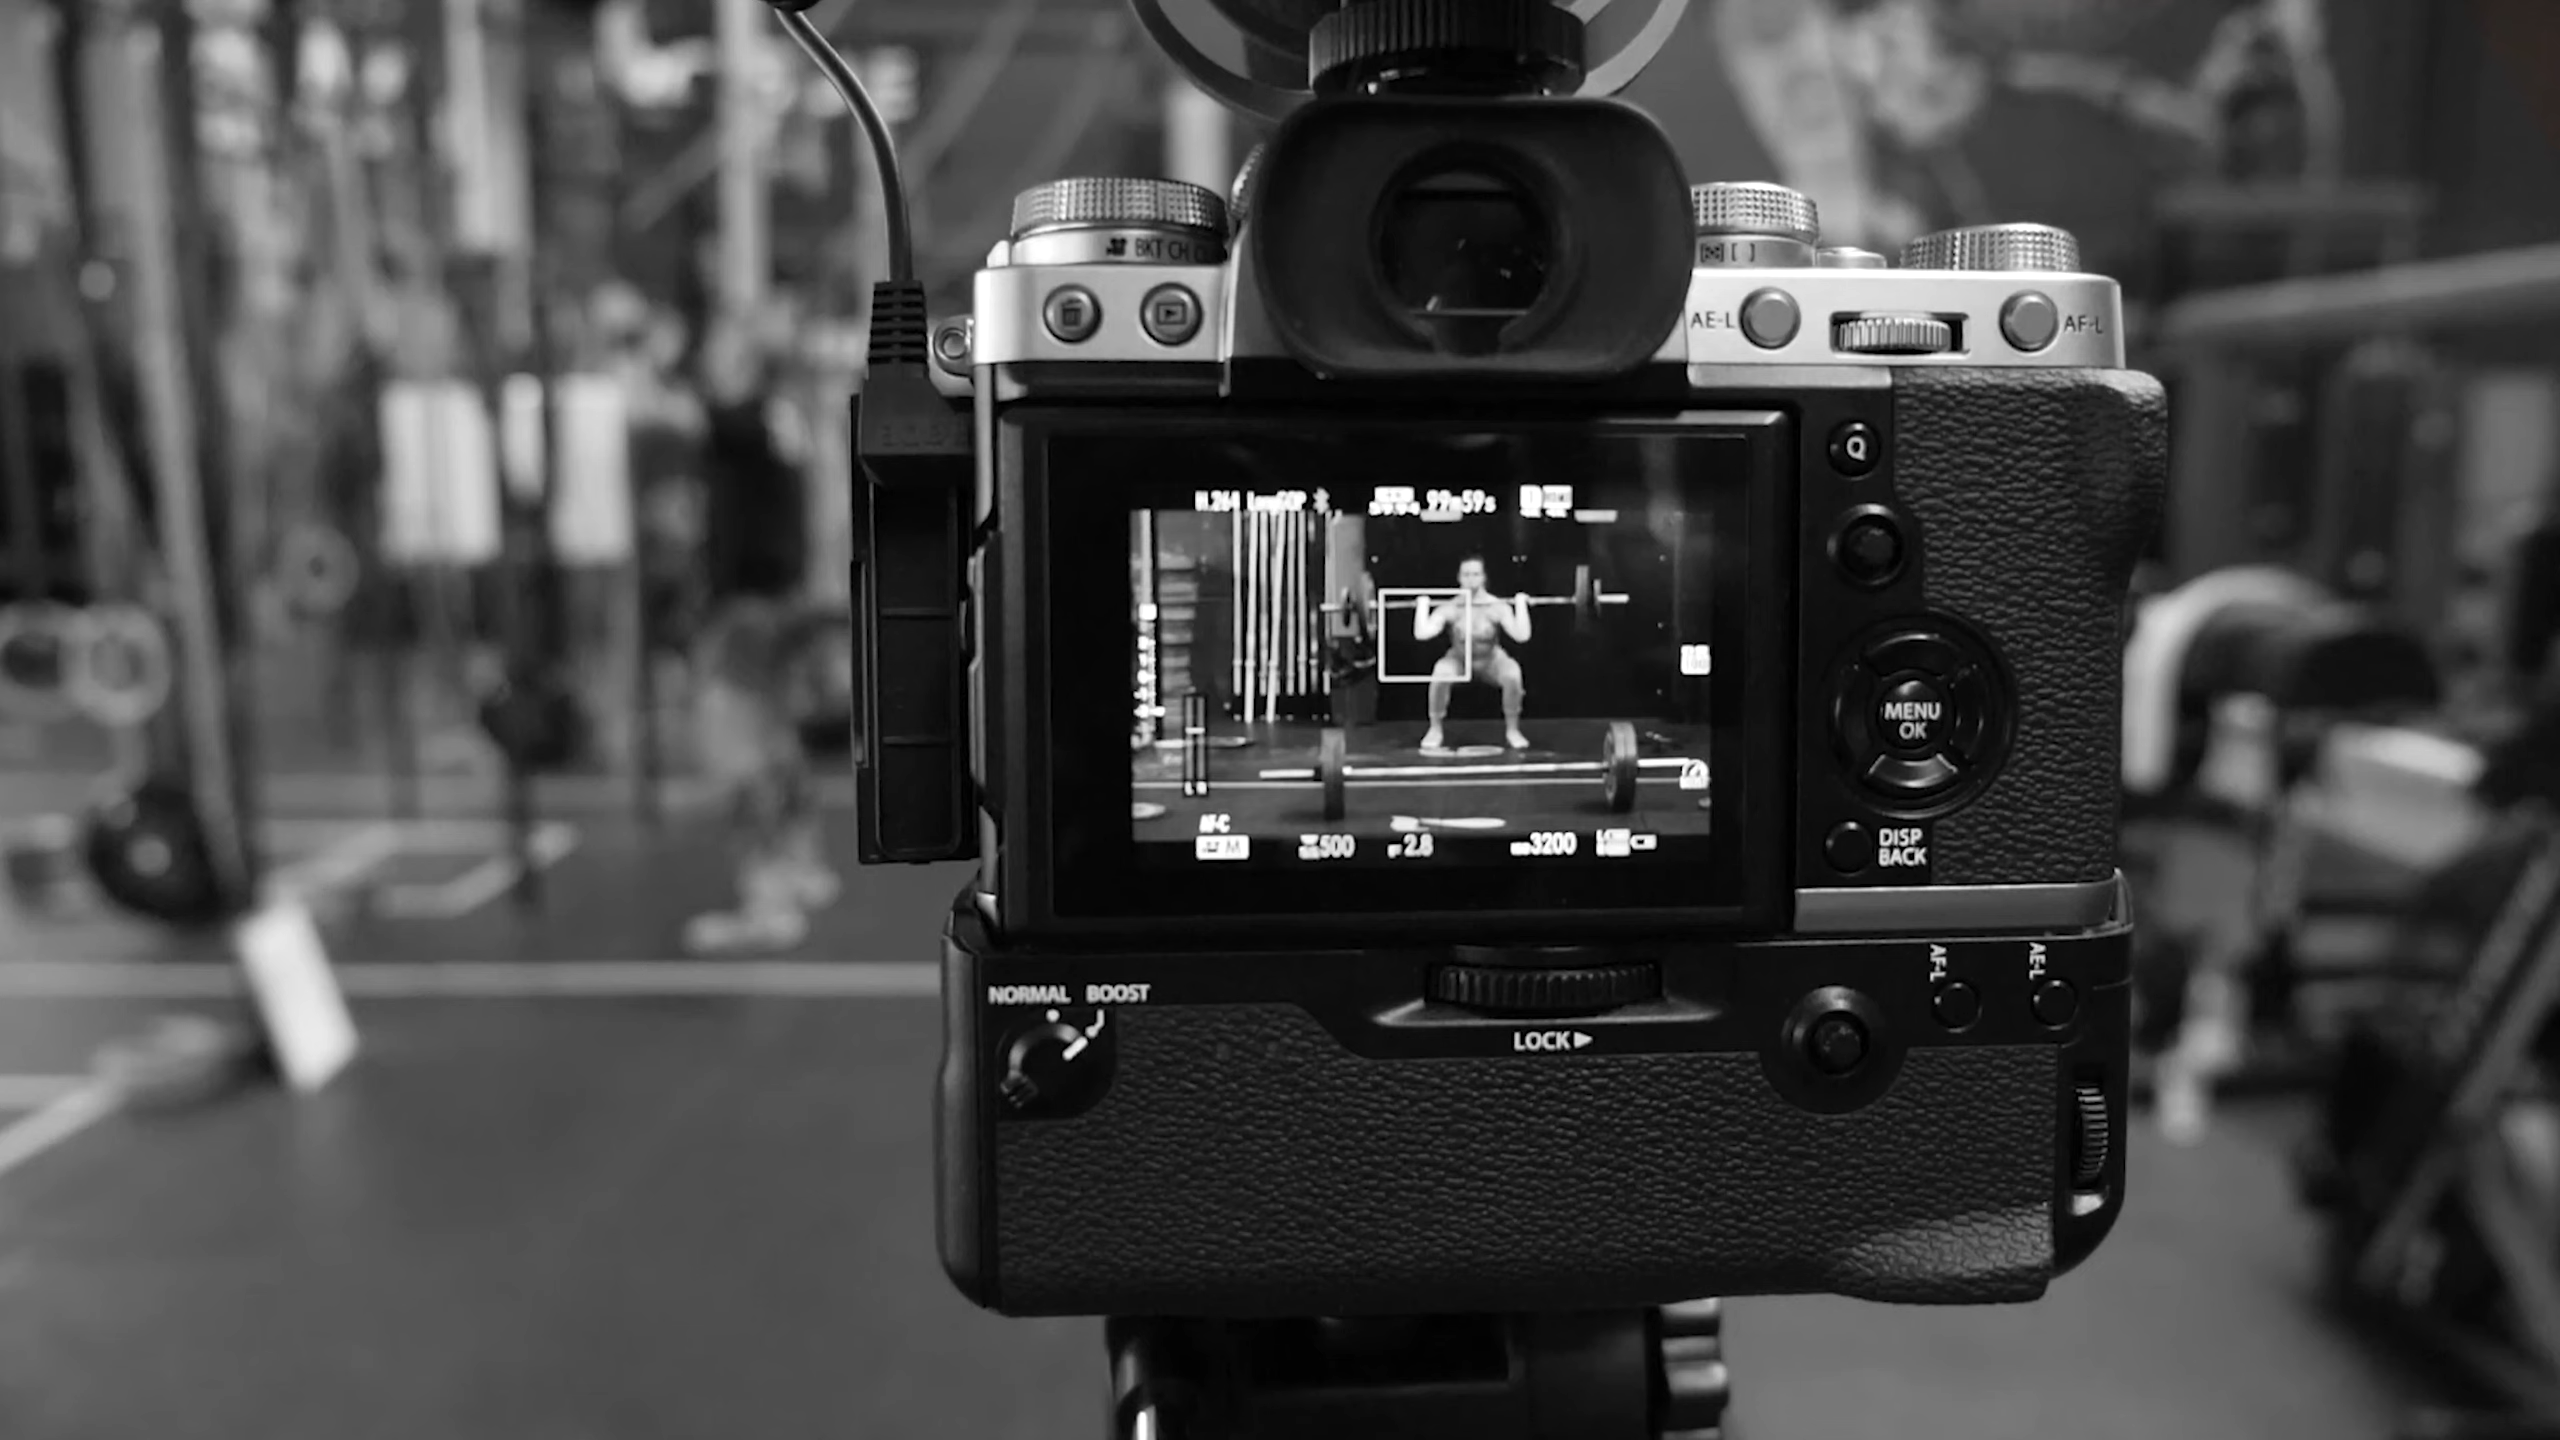 BKT CH
AE-L
AF-L
Q
H.264 LongGOP 99m59s
MENU
OK
AF-C
M 500 2.8 3200
DISP
BACK
AF-L
AE-L
NORMAL BOOST
LOCK